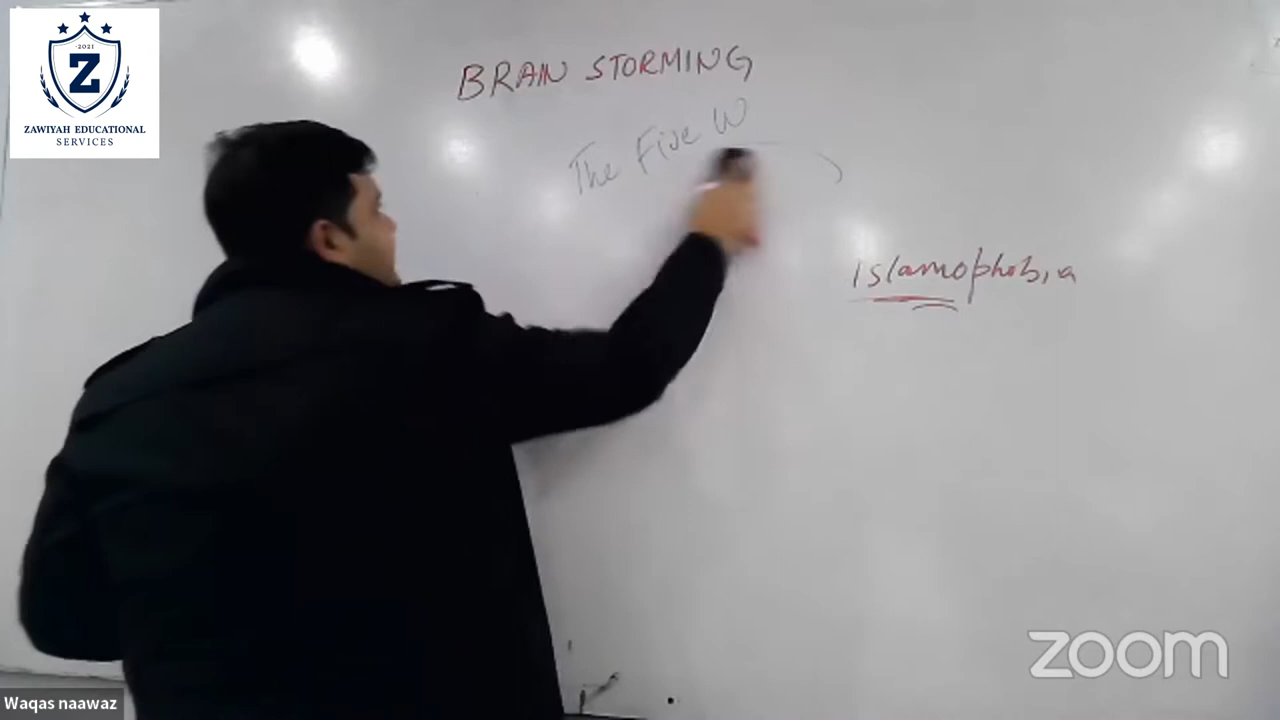 ·2021·
Z
ZAWIYAH EDUCATIONAL
SERVICES
BRAIN STORMING
The Five W
Islamophobia
zoom
Waqas naawaz